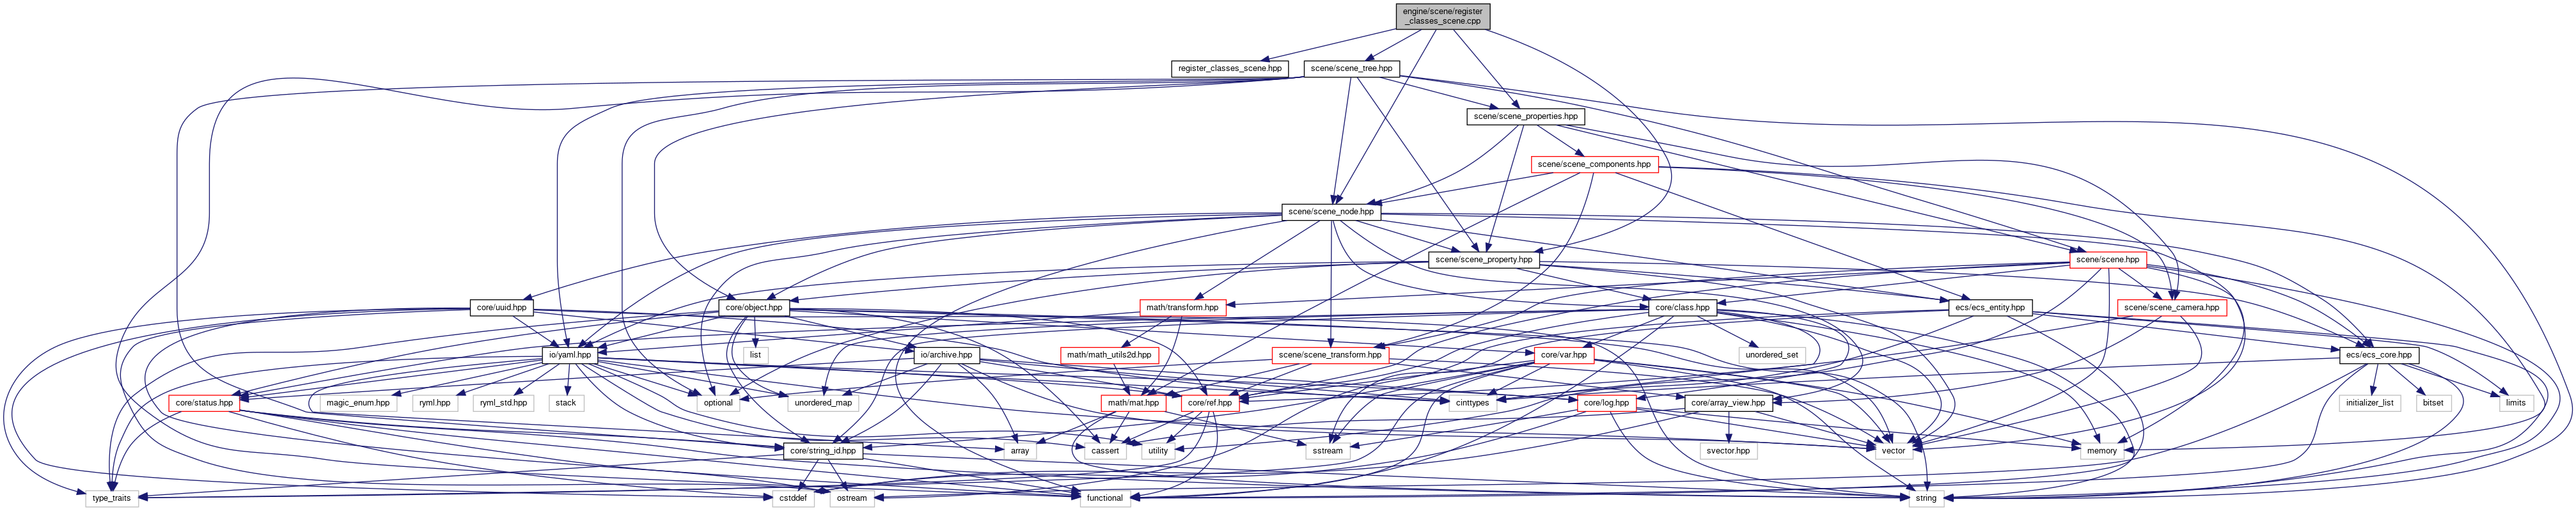 engine/scene/register
_classes_scene.cpp
register_classes_scene.hpp
scene/scene_tree.hpp
scene/scene_properties.hpp
scene/scene_components.hpp
scene/scene_node.hpp
scene/scene_property.hpp
scene/scene.hpp
core/uuid.hpp
core/object.hpp
math/transform.hpp
core/class.hpp
ecs/ecs_entity.hpp
scene/scene_camera.hpp
io/yaml.hpp
list
io/archive.hpp
math/math_utils2d.hpp
scene/scene_transform.hpp
core/var.hpp
unordered_set
ecs/ecs_core.hpp
core/status.hpp
magic_enum.hpp
ryml.hpp
ryml_std.hpp
stack
optional
unordered_map
math/mat.hpp
core/ref.hpp
cinttypes
core/log.hpp
core/array_view.hpp
initializer_list
bitset
limits
core/string_id.hpp
array
cassert
utility
sstream
svector.hpp
vector
memory
type_traits
cstddef
ostream
functional
string